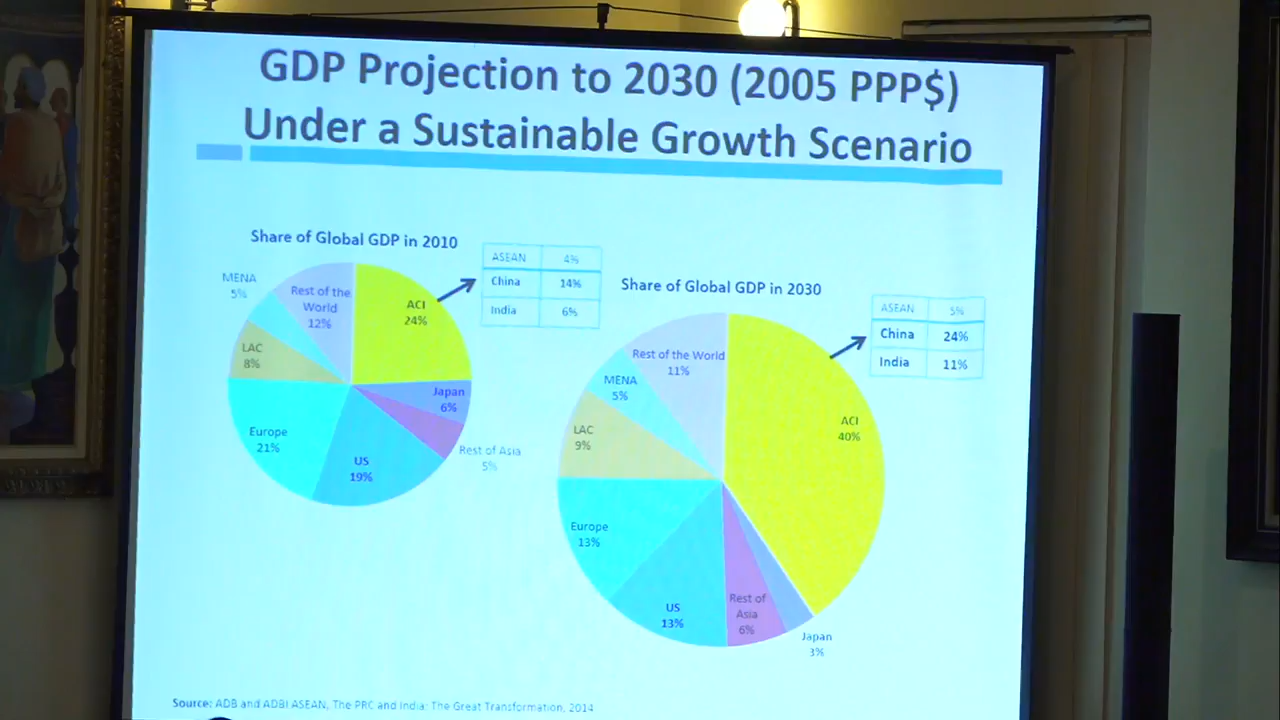 GDP Projection to 2030 (2005 PPP$)
Under a Sustainable Growth Scenario
Share of Global GDP in 2010
ASEAN 4%
China 14%
India 6%
MENA
5%
Rest of the
World
12%
ACI
24%
LAC
8%
Japan
6%
Europe
21%
US
19%
Rest of Asia
5%
Share of Global GDP in 2030
ASEAN 5%
China 24%
India 11%
Rest of the World
11%
MENA
5%
ACI
40%
LAC
9%
Europe
13%
US
13%
Rest of
Asia
6%
Japan
3%
Source: ADB and ADBI ASEAN, The PRC and India: The Great Transformation, 2014